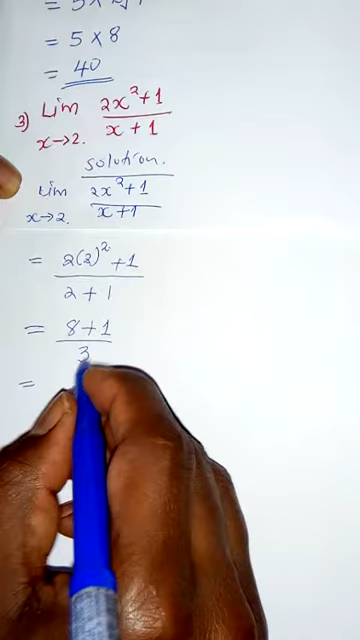 = 5 × 8
= 40
3) Lim 2x²+1 / x+1
x→2.
solution.
Lim 2x²+1 / x+1
x→2.
= 2(2)²+1 / 2+1
= 8+1 / 3
=